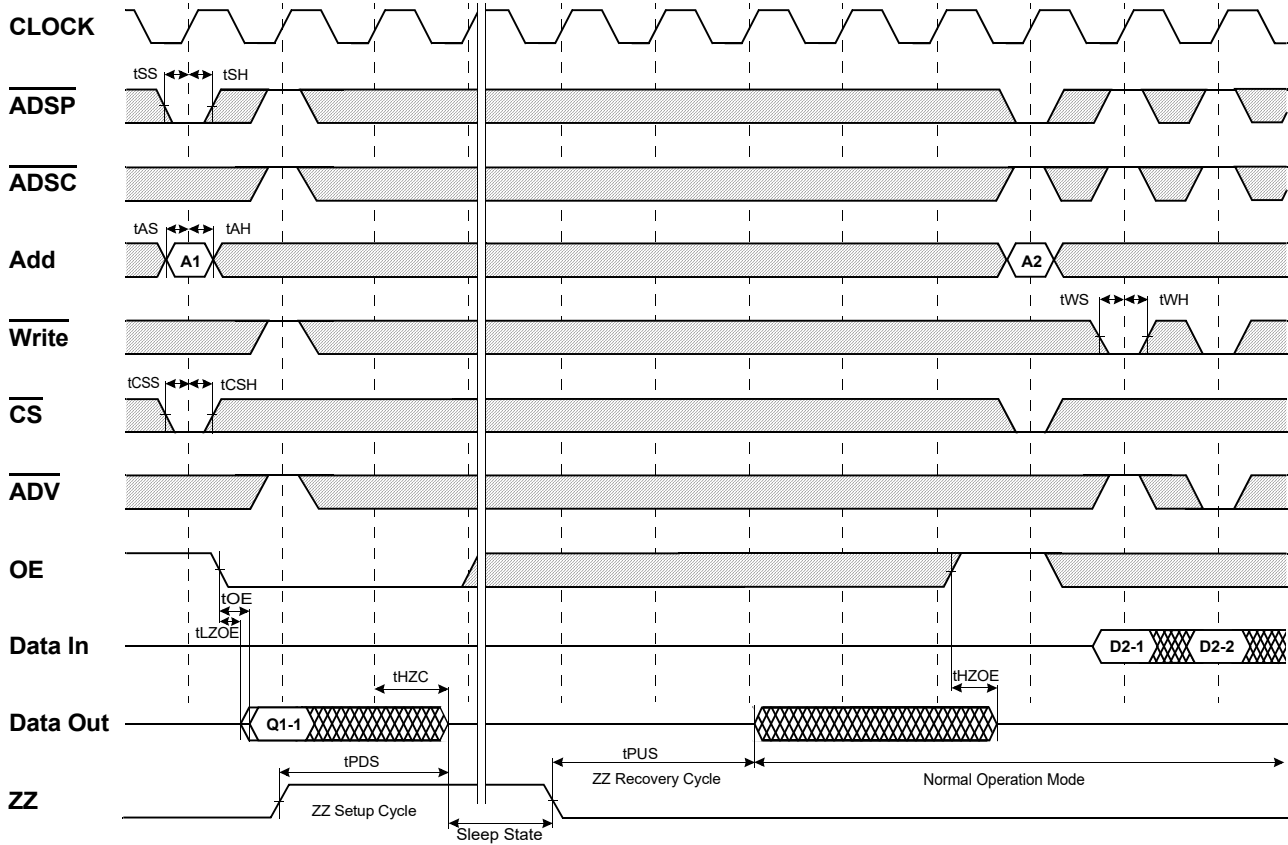 CLOCK
tSS tSH
ADSP
ADSC
tAS tAH
Add A1 A2
tWS tWH
Write
tCSS tCSH
CS
ADV
OE
tOE
tLZOE
Data In D2-1 D2-2
tHZC tHZOE
Data Out Q1-1
tPDS tPUS
ZZ Recovery Cycle Normal Operation Mode
ZZ ZZ Setup Cycle
Sleep State